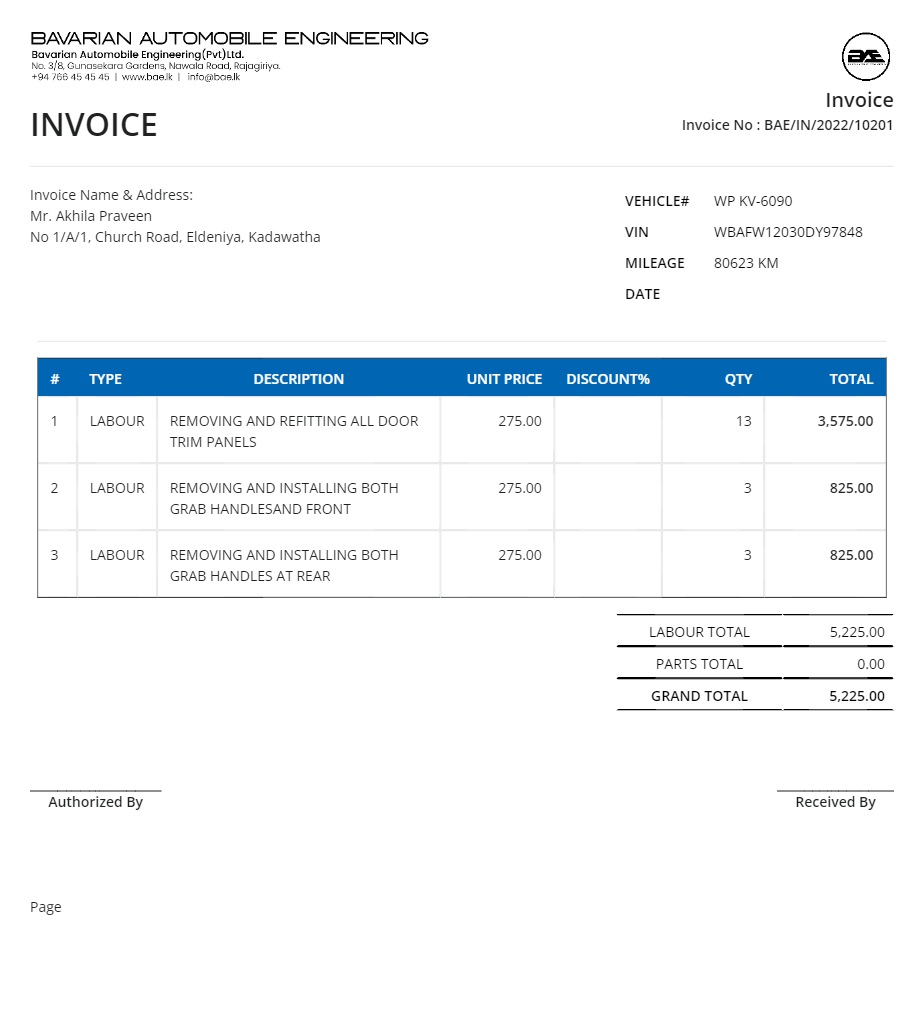 BAVARIAN AUTOMOBILE ENGINEERING
Bavarian Automobile Engineering(Pvt)Ltd.
No. 3/8, Gunasekara Gardens, Nawala Road, Rajagiriya.
+94 766 45 45 45 | www.bae.lk | info@bae.lk
BAE
Invoice
INVOICE
Invoice No : BAE/IN/2022/10201
Invoice Name & Address:
Mr. Akhila Praveen
No 1/A/1, Church Road, Eldeniya, Kadawatha
VEHICLE# WP KV-6090
VIN WBAFW12030DY97848
MILEAGE 80623 KM
DATE
# TYPE DESCRIPTION UNIT PRICE DISCOUNT% QTY TOTAL
1 LABOUR REMOVING AND REFITTING ALL DOOR 275.00 13 3,575.00
TRIM PANELS
2 LABOUR REMOVING AND INSTALLING BOTH 275.00 3 825.00
GRAB HANDLESAND FRONT
3 LABOUR REMOVING AND INSTALLING BOTH 275.00 3 825.00
GRAB HANDLES AT REAR
LABOUR TOTAL 5,225.00
PARTS TOTAL 0.00
GRAND TOTAL 5,225.00
Authorized By Received By
Page